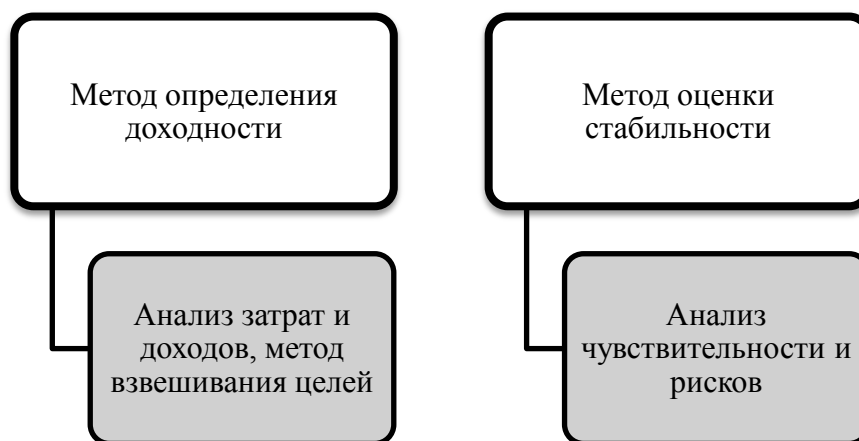 Метод определения
доходности
Метод оценки
стабильности
Анализ затрат и
доходов, метод
взвешивания целей
Анализ
чувствительности и
рисков